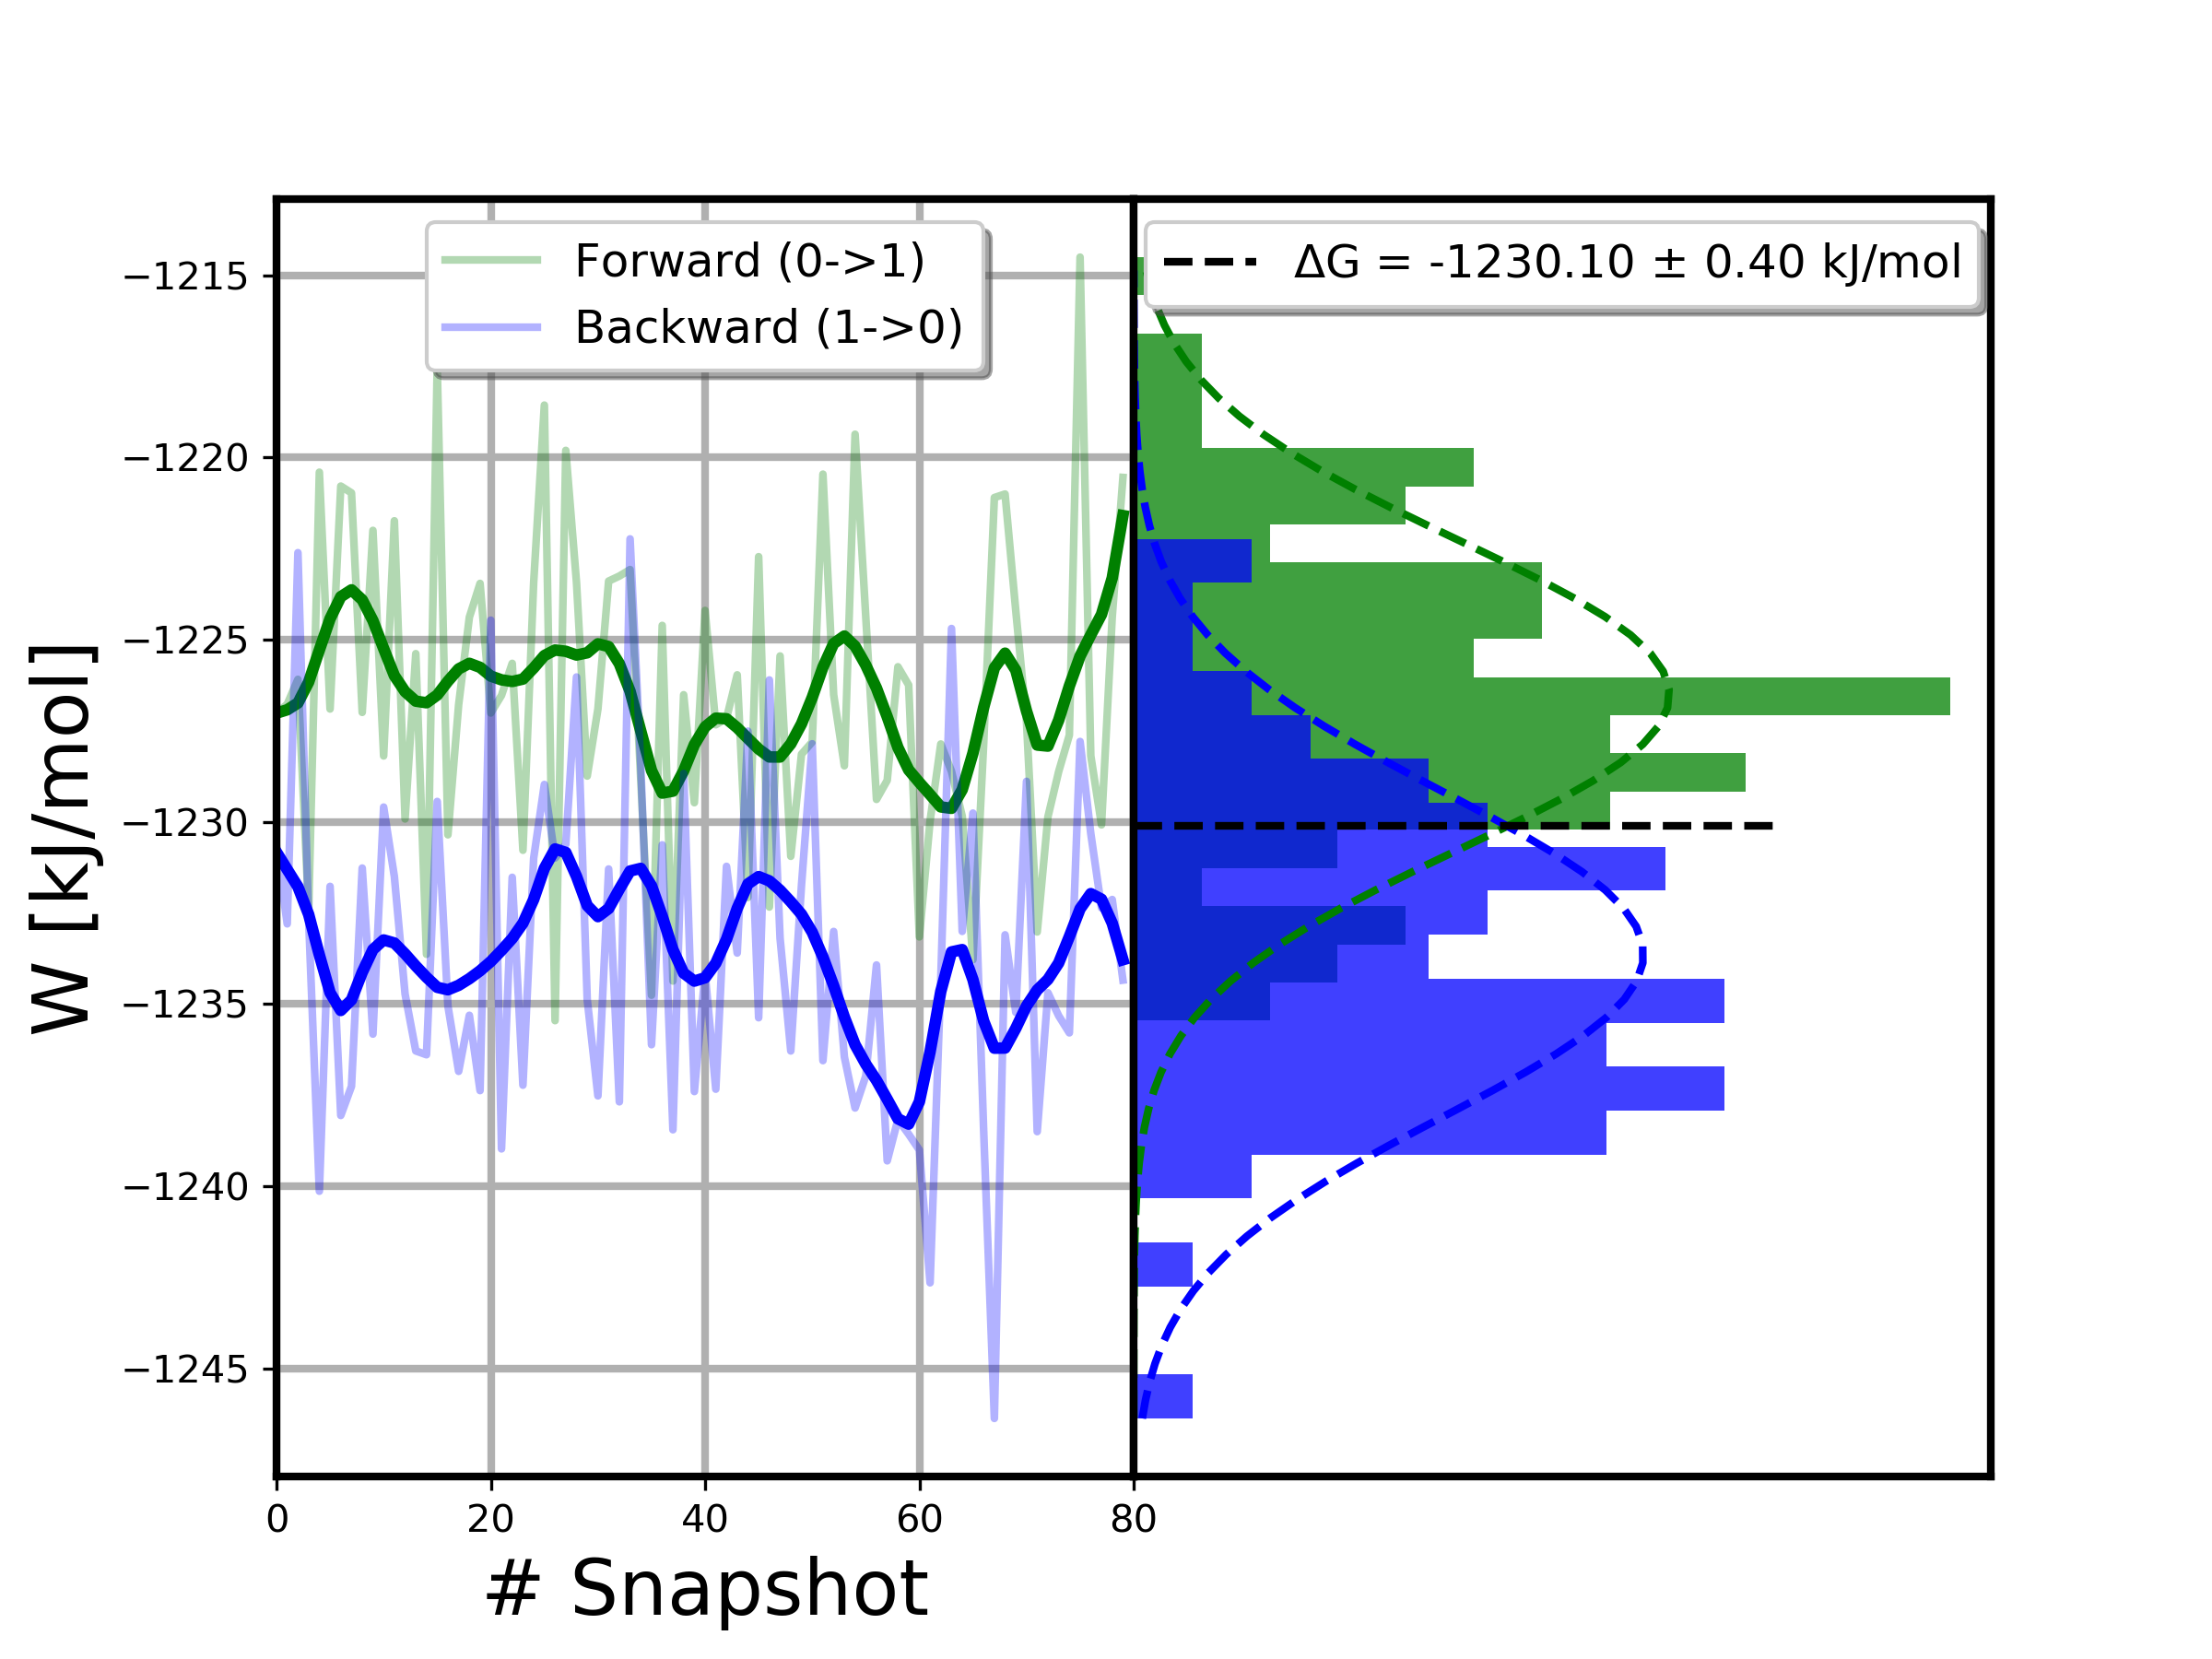 Forward (0->1)
Backward (1->0)
ΔG = -1230.10 ± 0.40 kJ/mol
W [kJ/mol]
−1215
−1220
−1225
−1230
−1235
−1240
−1245
0 20 40 60 80
# Snapshot